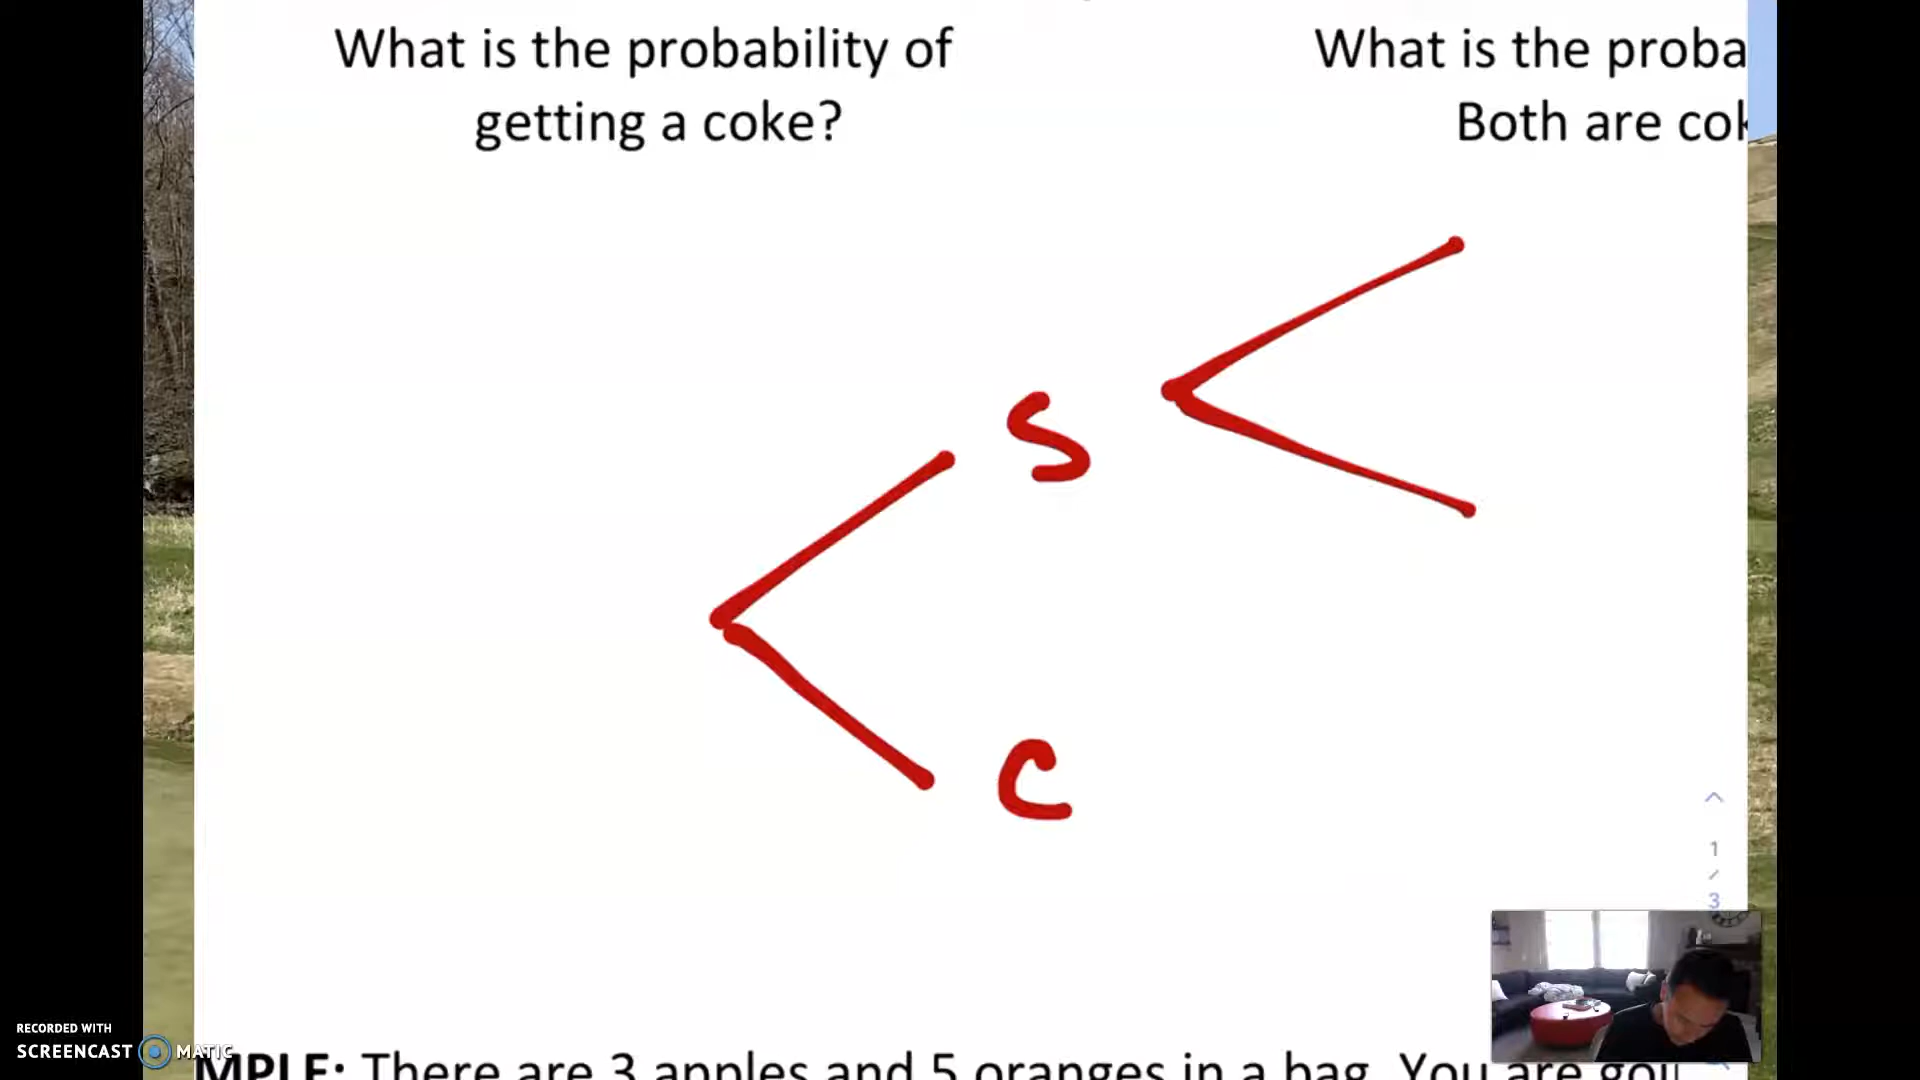 What is the probability of
getting a coke?
What is the proba
Both are cok
S
C
1
/
3
RECORDED WITH
SCREENCAST MATIC
MPLE: There are 3 apples and 5 oranges in a bag. You are goi